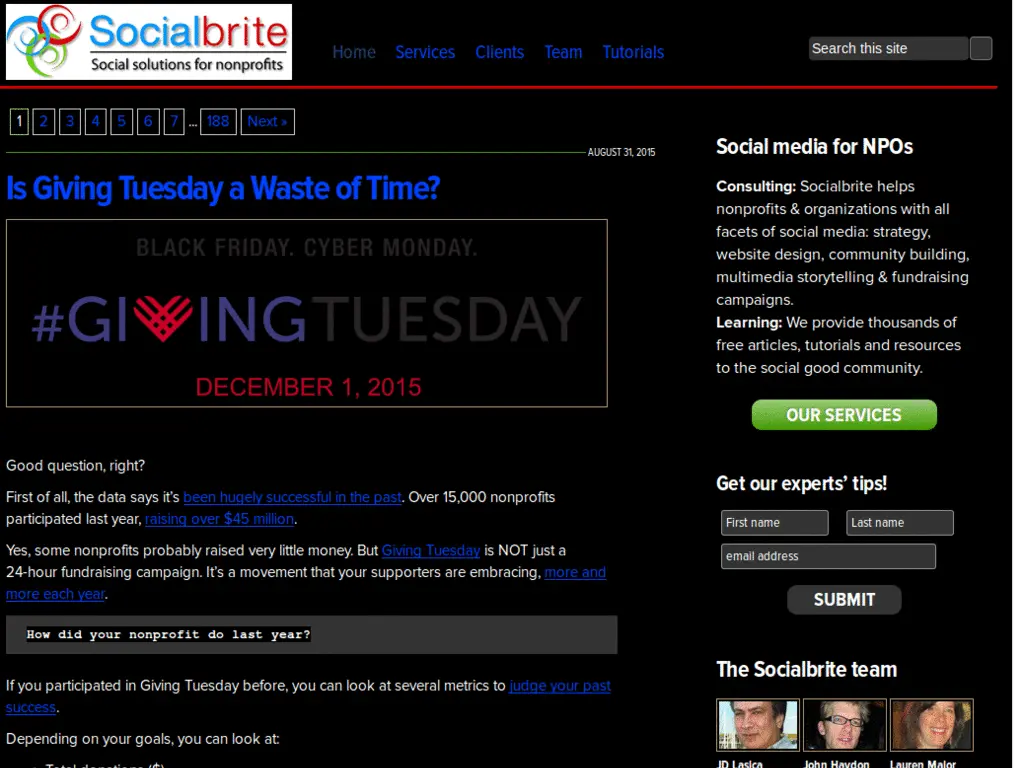 Socialbrite
Social solutions for nonprofits
Home Services Clients Team Tutorials
Search this site
1 2 3 4 5 6 7 ... 188 Next »
AUGUST 31, 2015
Is Giving Tuesday a Waste of Time?
BLACK FRIDAY. CYBER MONDAY.
#GIVINGTUESDAY
DECEMBER 1, 2015
Good question, right?
First of all, the data says it's been hugely successful in the past. Over 15,000 nonprofits
participated last year, raising over $45 million.
Yes, some nonprofits probably raised very little money. But Giving Tuesday is NOT just a
24-hour fundraising campaign. It's a movement that your supporters are embracing, more and
more each year.
How did your nonprofit do last year?
If you participated in Giving Tuesday before, you can look at several metrics to judge your past
success.
Depending on your goals, you can look at:
Total donations ($)
Social media for NPOs
Consulting: Socialbrite helps
nonprofits & organizations with all
facets of social media: strategy,
website design, community building,
multimedia storytelling & fundraising
campaigns.
Learning: We provide thousands of
free articles, tutorials and resources
to the social good community.
OUR SERVICES
Get our experts' tips!
First name Last name
email address
SUBMIT
The Socialbrite team
JD Lasica John Haydon Lauren Major